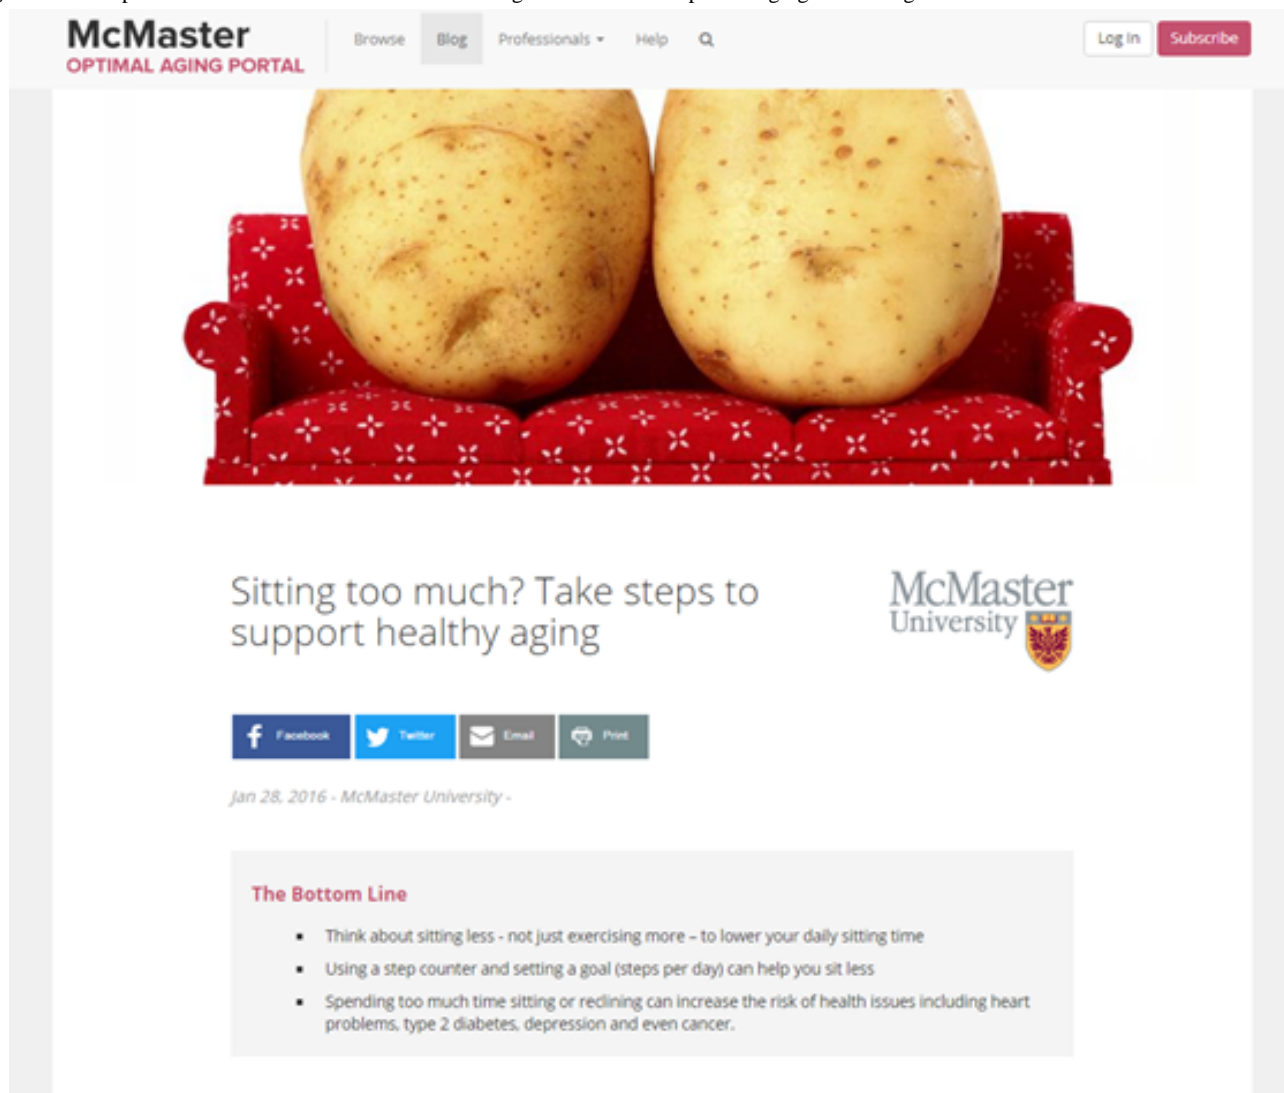 McMaster
OPTIMAL AGING PORTAL
Browse
Blog
Professionals
Help
Log In
Subscribe
Sitting too much? Take steps to
support healthy aging
McMaster
University
Facebook
Twitter
Email
Print
Jan 28, 2016 - McMaster University -
The Bottom Line
Think about sitting less - not just exercising more – to lower your daily sitting time
Using a step counter and setting a goal (steps per day) can help you sit less
Spending too much time sitting or reclining can increase the risk of health issues including heart
problems, type 2 diabetes, depression and even cancer.